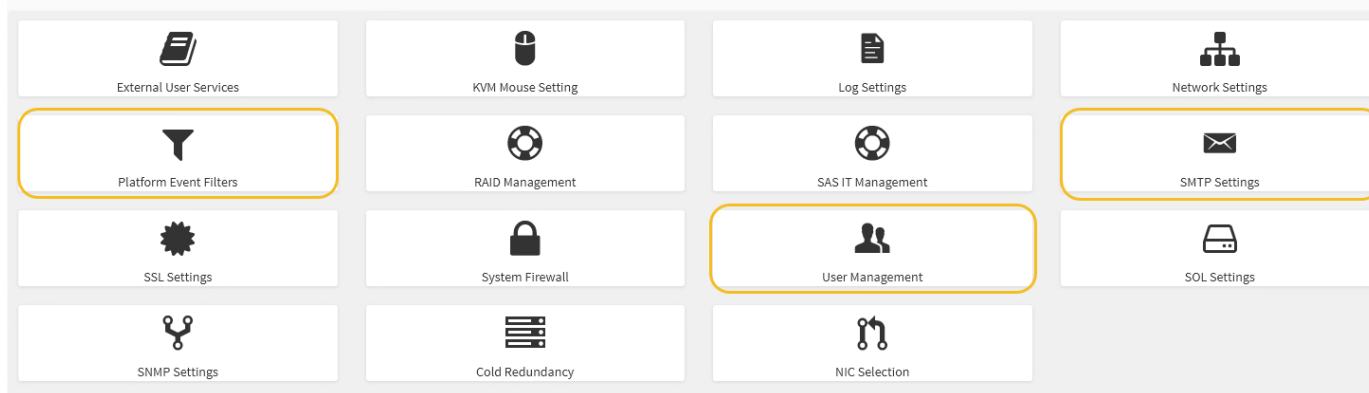 External User Services
KVM Mouse Setting
Log Settings
Network Settings
Platform Event Filters
RAID Management
SAS IT Management
SMTP Settings
SSL Settings
System Firewall
User Management
SOL Settings
SNMP Settings
Cold Redundancy
NIC Selection